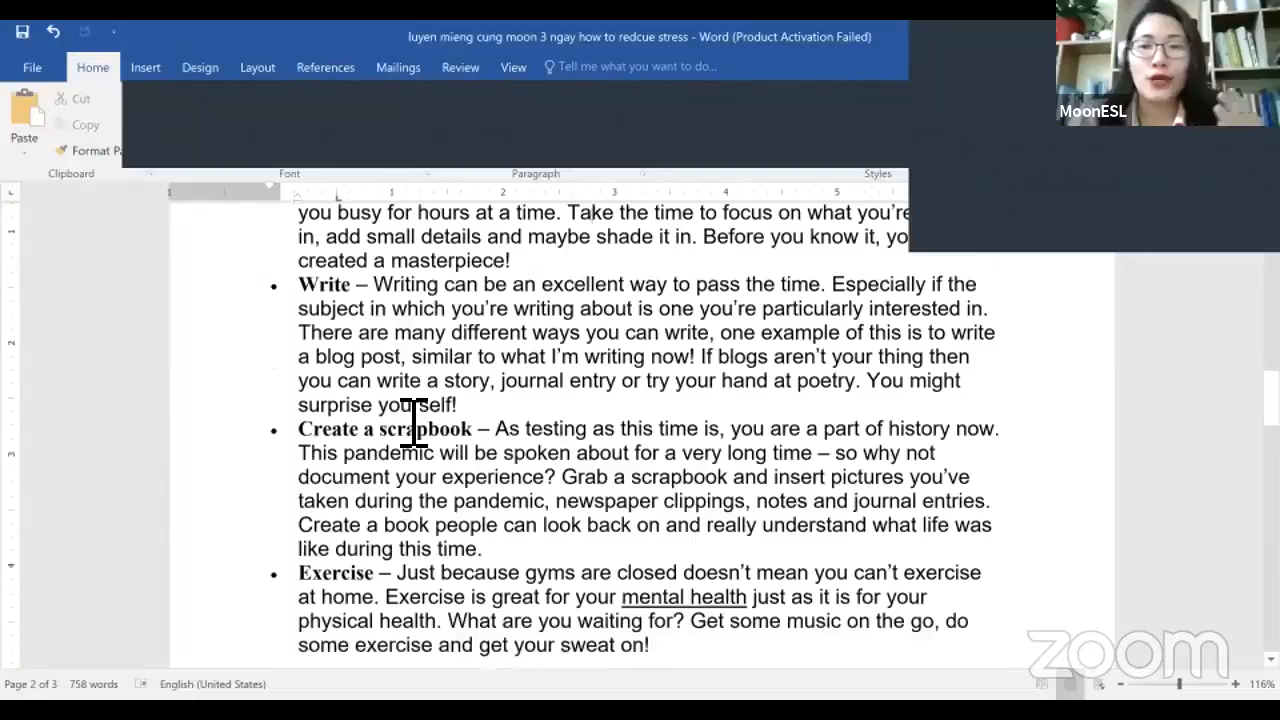 luyen mieng cung moon 3 ngay how to redcue stress - Word (Product Activation Failed)
File Home Insert Design Layout References Mailings Review View Tell me what you want to do...
MoonESL
Cut
Copy
Paste
Format
Clipboard Font Paragraph Styles
1 1 2 3 4 5
you busy for hours at a time. Take the time to focus on what you're
in, add small details and maybe shade it in. Before you know it,
created a masterpiece!
• Write – Writing can be an excellent way to pass the time. Especially if the
subject in which you're writing about is one you're particularly interested in.
There are many different ways you can write, one example of this is to write
a blog post, similar to what I'm writing now! If blogs aren't your thing then
you can write a story, journal entry or try your hand at poetry. You might
surprise yourself!
• Create a scrapbook – As testing as this time is, you are a part of history now.
This pandemic will be spoken about for a very long time – so why not
document your experience? Grab a scrapbook and insert pictures you've
taken during the pandemic, newspaper clippings, notes and journal entries.
Create a book people can look back on and really understand what life was
like during this time.
• Exercise – Just because gyms are closed doesn't mean you can't exercise
at home. Exercise is great for your mental health just as it is for your
physical health. What are you waiting for? Get some music on the go, do
some exercise and get your sweat on!
zoom
Page 2 of 3 758 words English (United States) 116%